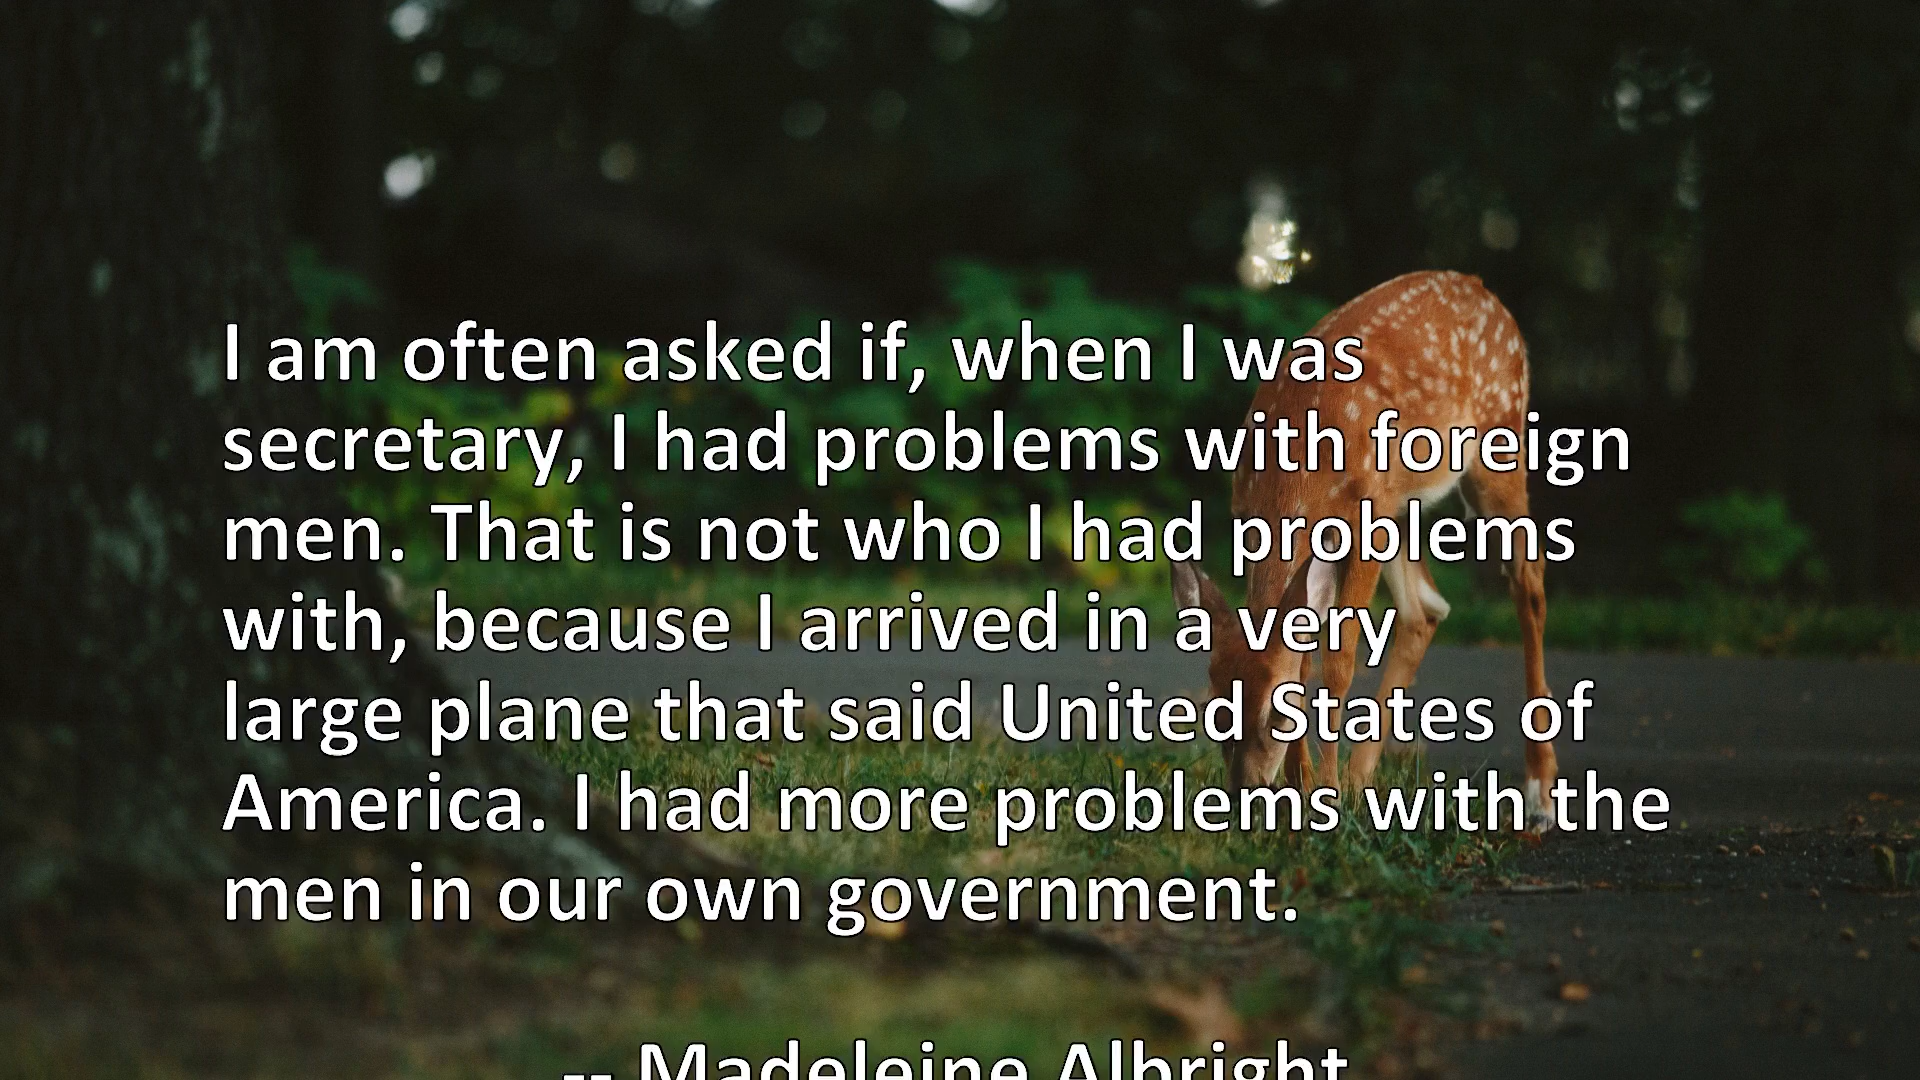 I am often asked if, when I was
secretary, I had problems with foreign
men. That is not who I had problems
with, because I arrived in a very
large plane that said United States of
America. I had more problems with the
men in our own government.
-- Madeleine Albright